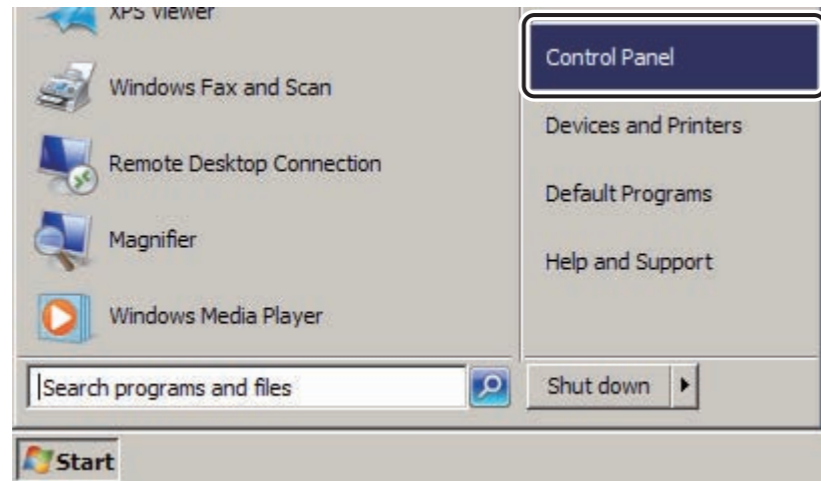 XPS Viewer
Windows Fax and Scan
Remote Desktop Connection
Magnifier
Windows Media Player
Search programs and files
Control Panel
Devices and Printers
Default Programs
Help and Support
Shut down
Start